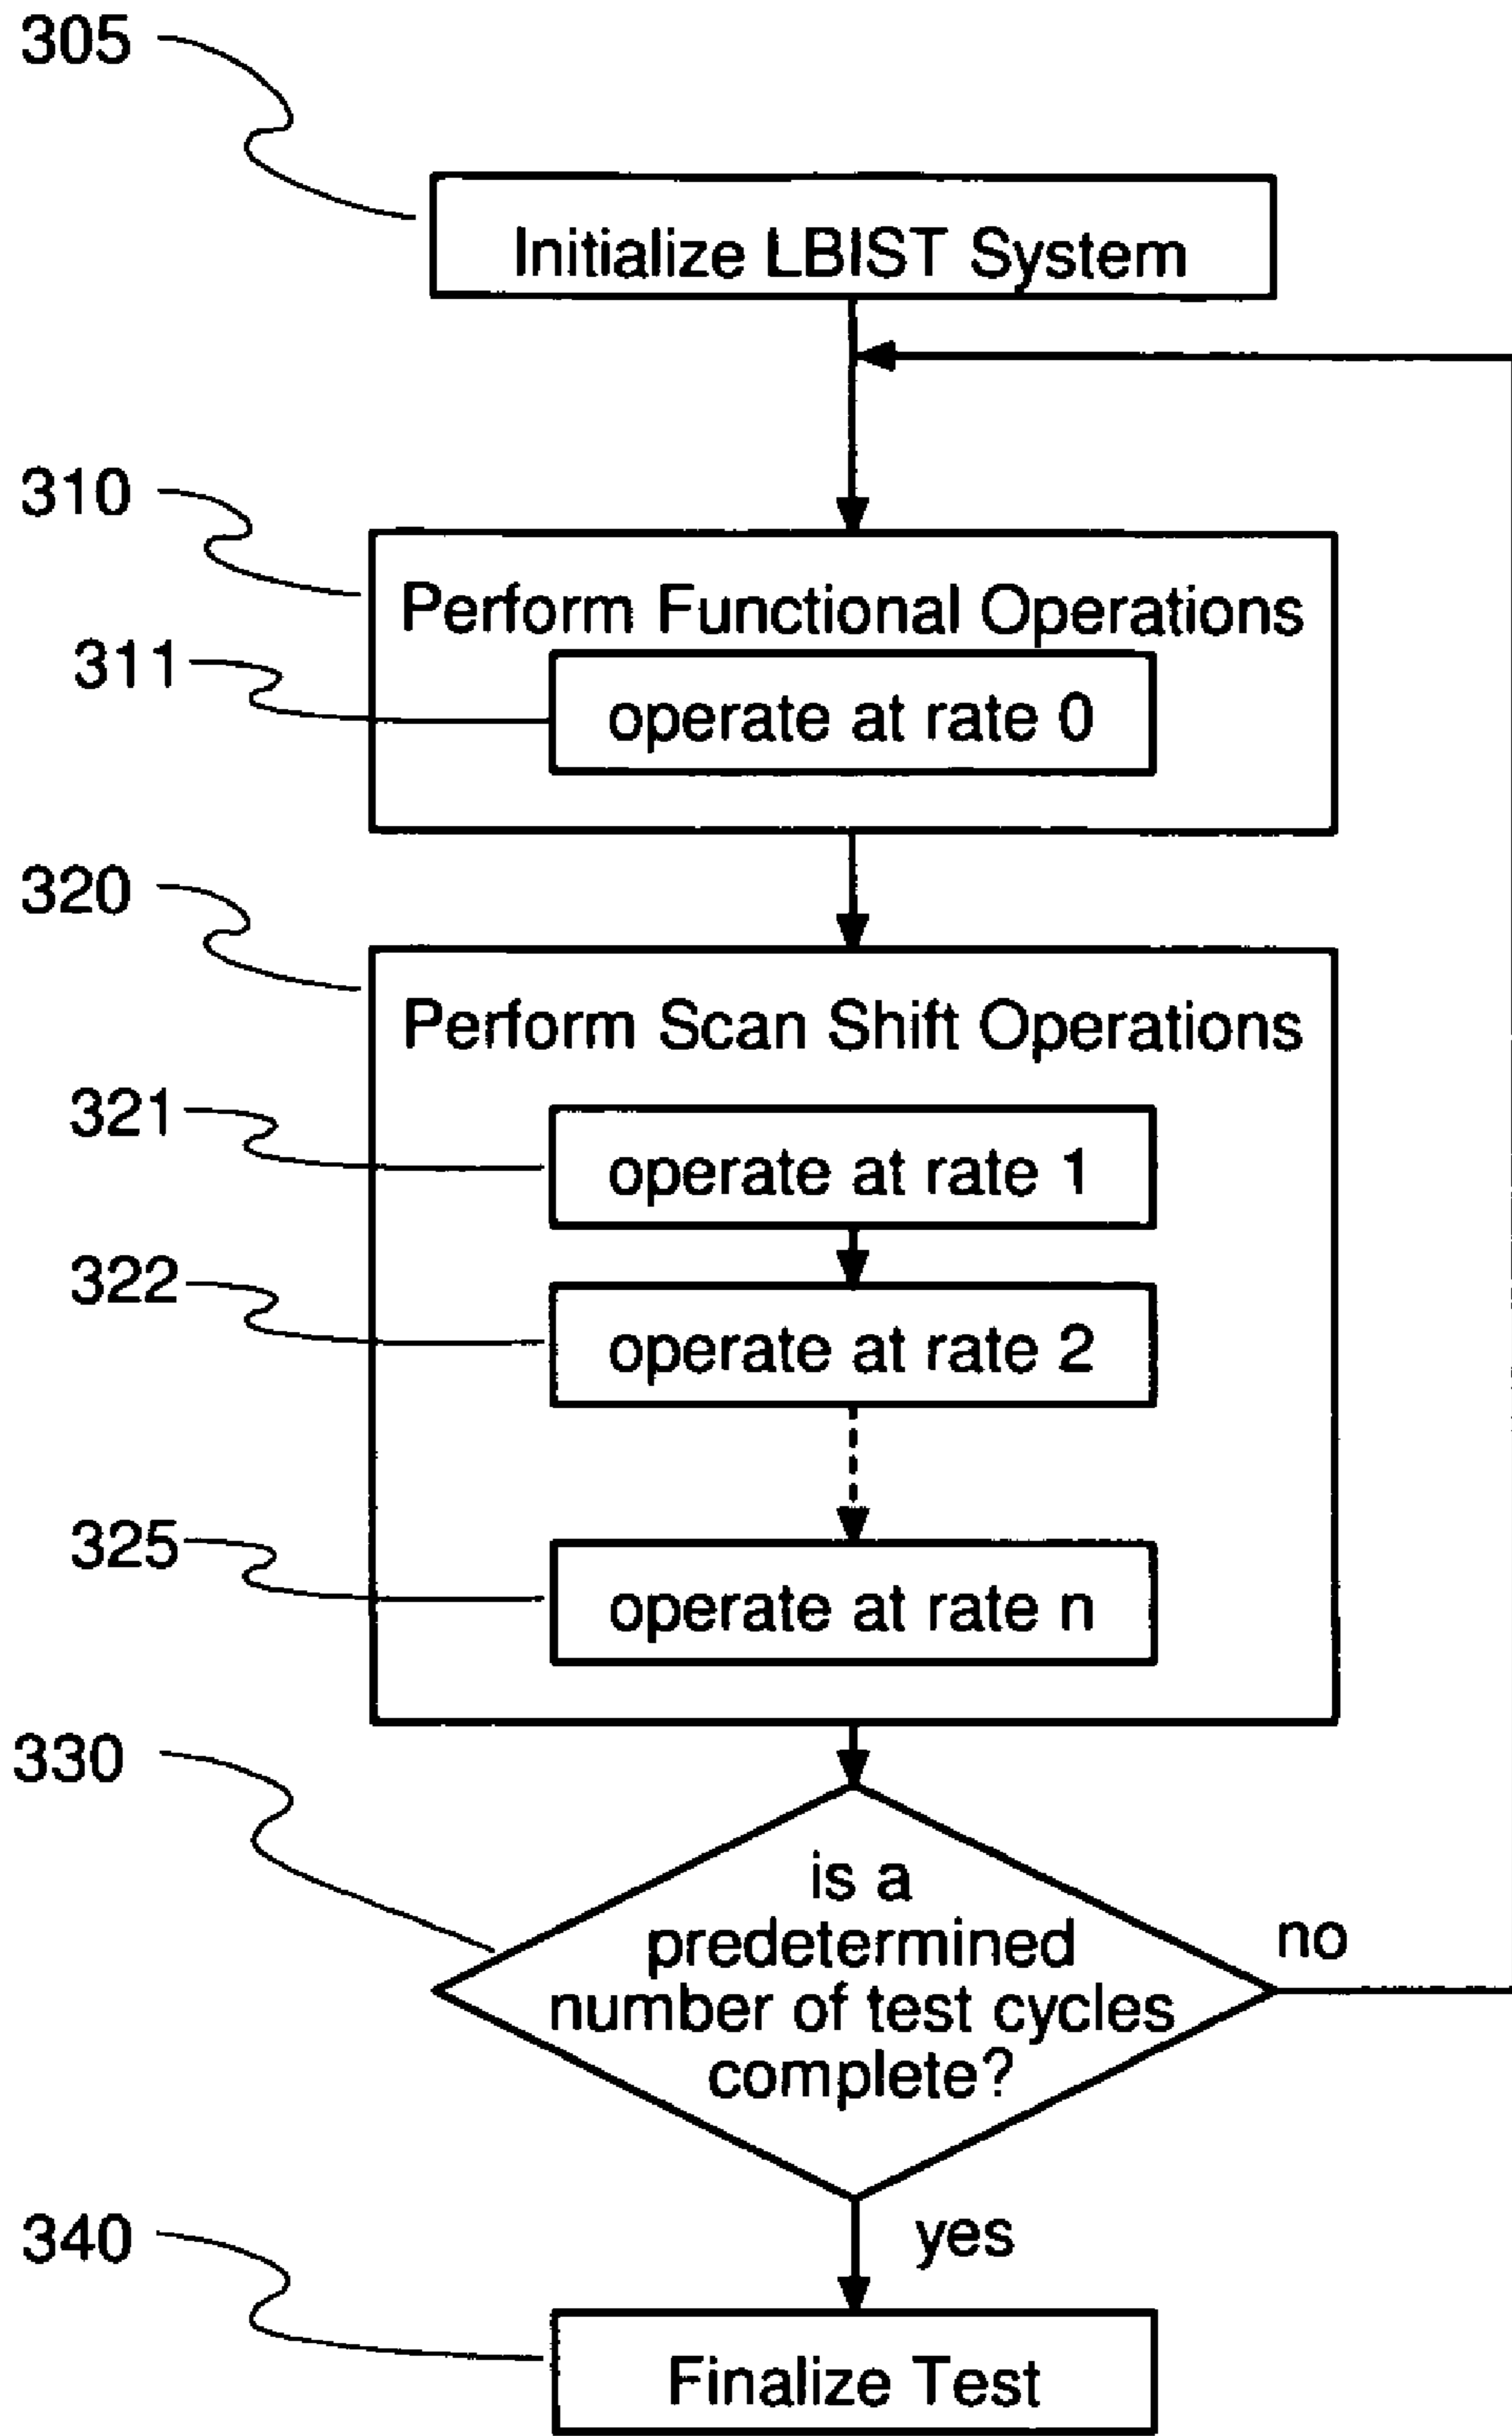 305
Initialize LBIST System
310
Perform Functional Operations
311
operate at rate 0
320
Perform Scan Shift Operations
321
operate at rate 1
322
operate at rate 2
325
operate at rate n
330
is a
predetermined
number of test cycles
complete?
no
yes
340
Finalize Test